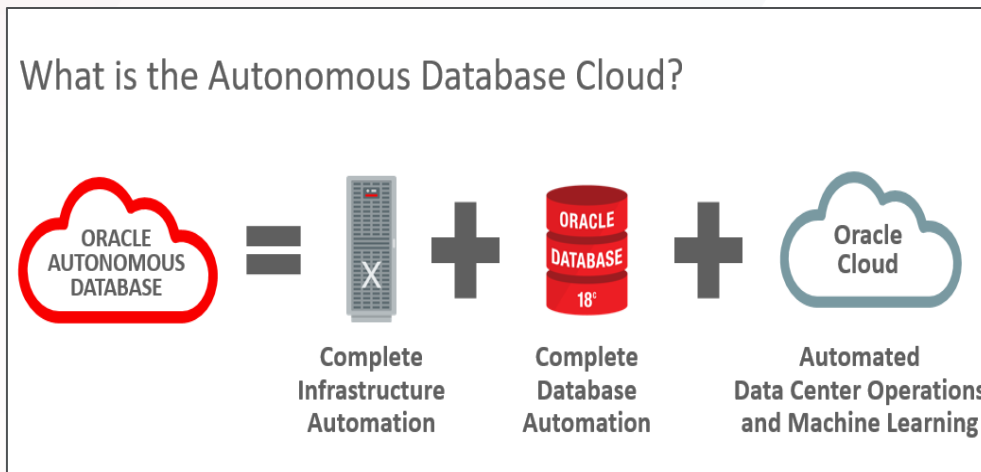 What is the Autonomous Database Cloud?
ORACLE
AUTONOMOUS
DATABASE
=
X
+
ORACLE
DATABASE
18c
+
Oracle
Cloud
Complete
Infrastructure
Automation
Complete
Database
Automation
Automated
Data Center Operations
and Machine Learning